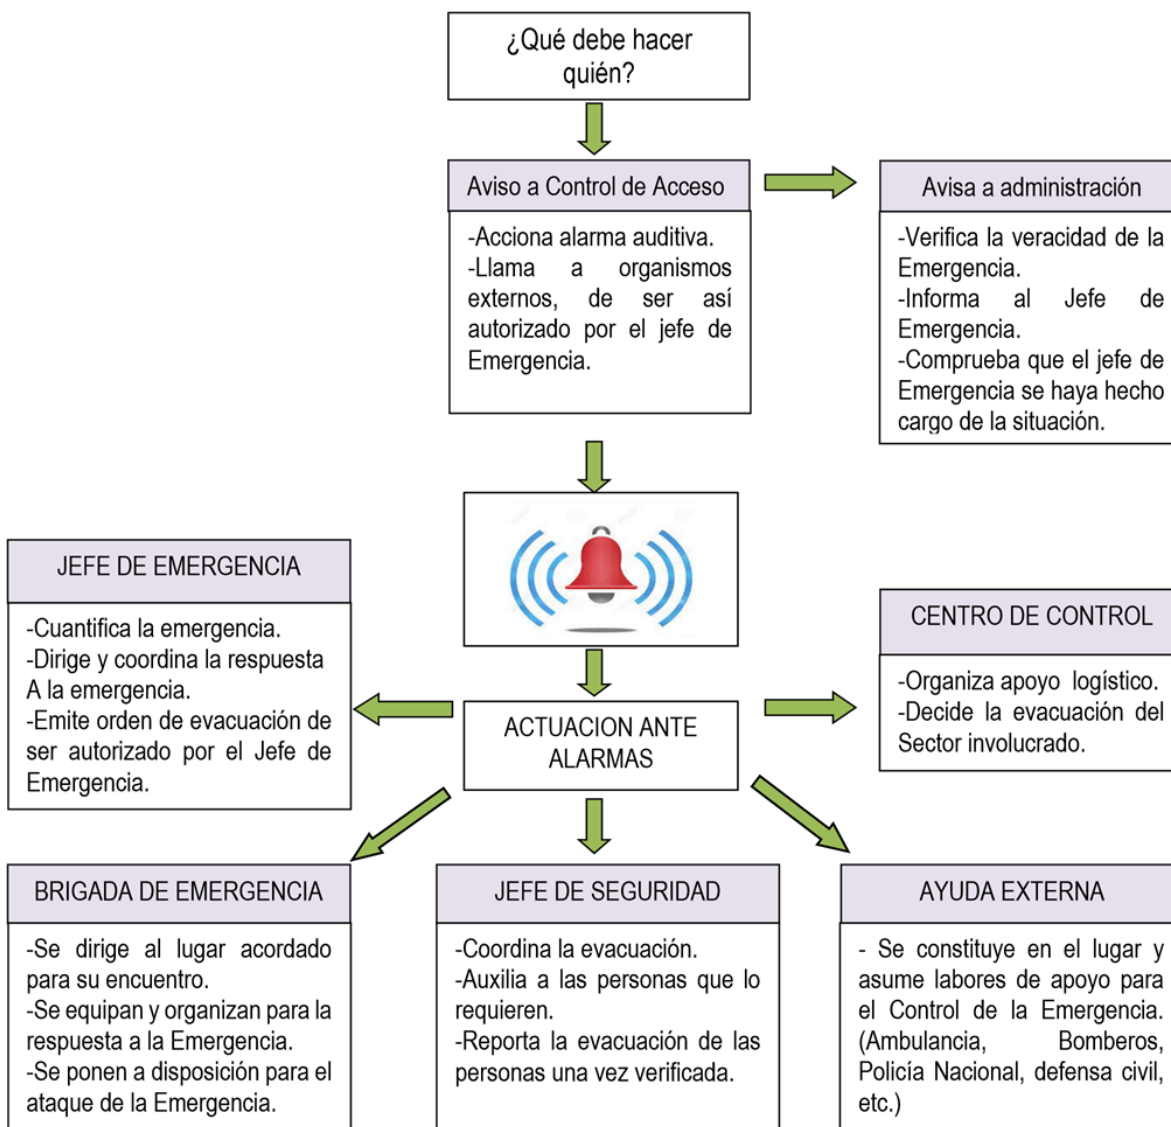 ¿Qué debe hacer
quién?
Aviso a Control de Acceso
-Acciona alarma auditiva.
-Llama a organismos
externos, de ser así
autorizado por el jefe de
Emergencia.
Avisa a administración
-Verifica la veracidad de la
Emergencia.
-Informa al Jefe de
Emergencia.
-Comprueba que el jefe de
Emergencia se haya hecho
cargo de la situación.
JEFE DE EMERGENCIA
-Cuantifica la emergencia.
-Dirige y coordina la respuesta
A la emergencia.
-Emite orden de evacuación de
ser autorizado por el Jefe de
Emergencia.
ACTUACION ANTE
ALARMAS
CENTRO DE CONTROL
-Organiza apoyo logístico.
-Decide la evacuación del
Sector involucrado.
BRIGADA DE EMERGENCIA
-Se dirige al lugar acordado
para su encuentro.
-Se equipan y organizan para la
respuesta a la Emergencia.
-Se ponen a disposición para el
ataque de la Emergencia.
JEFE DE SEGURIDAD
-Coordina la evacuación.
-Auxilia a las personas que lo
requieren.
-Reporta la evacuación de las
personas una vez verificada.
AYUDA EXTERNA
- Se constituye en el lugar y
asume labores de apoyo para
el Control de la Emergencia.
(Ambulancia, Bomberos,
Policía Nacional, defensa civil,
etc.)